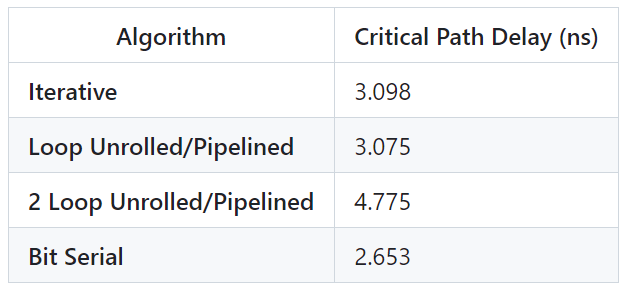 Algorithm Critical Path Delay (ns)
Iterative 3.098
Loop Unrolled/Pipelined 3.075
2 Loop Unrolled/Pipelined 4.775
Bit Serial 2.653